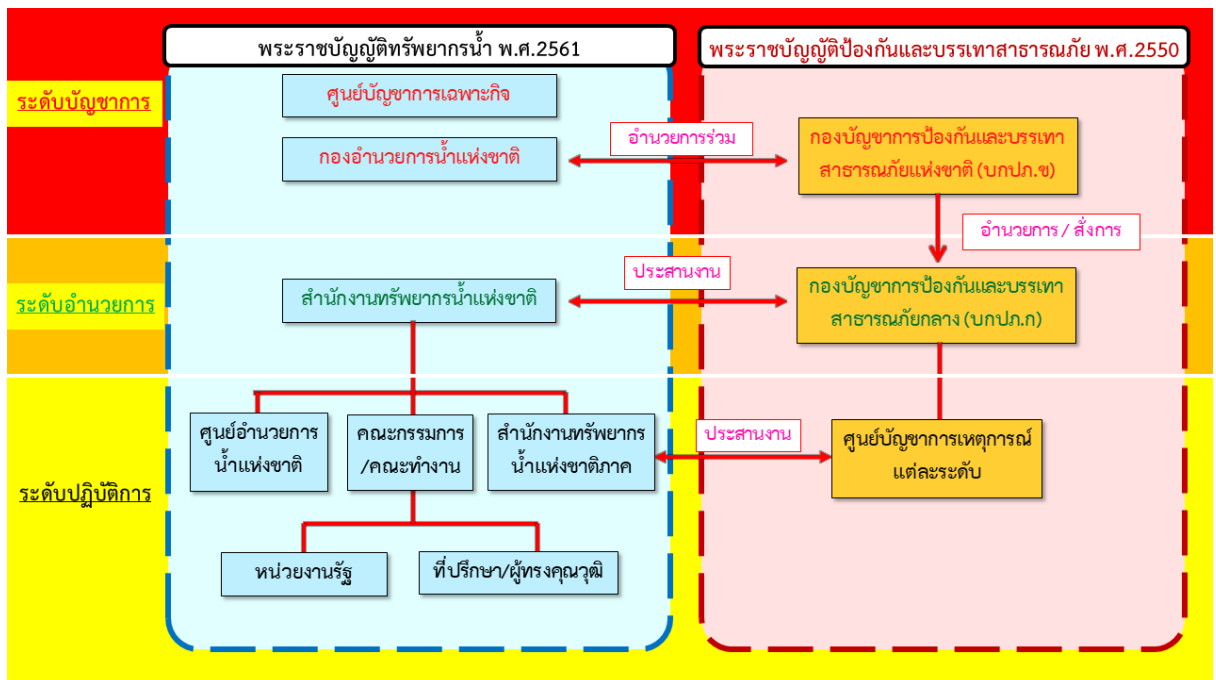 พระราชบัญญัติทรัพยากรน้ำ พ.ศ.2561
พระราชบัญญัติป้องกันและบรรเทาสาธารณภัย พ.ศ.2550
ระดับบัญชาการ
ศูนย์บัญชาการเฉพาะกิจ
กองอำนวยการน้ำแห่งชาติ
อำนวยการร่วม
กองบัญชาการป้องกันและบรรเทา
สาธารณภัยแห่งชาติ (บกปภ.ช)
อำนวยการ / สั่งการ
ระดับอำนวยการ
สำนักงานทรัพยากรน้ำแห่งชาติ
ประสานงาน
กองบัญชาการป้องกันและบรรเทา
สาธารณภัยกลาง (บกปภ.ก)
ระดับปฏิบัติการ
ศูนย์อำนวยการ
น้ำแห่งชาติ
คณะกรรมการ
/คณะทำงาน
สำนักงานทรัพยากร
น้ำแห่งชาติภาค
ประสานงาน
ศูนย์บัญชาการเหตุการณ์
แต่ละระดับ
หน่วยงานรัฐ
ที่ปรึกษา/ผู้ทรงคุณวุฒิ